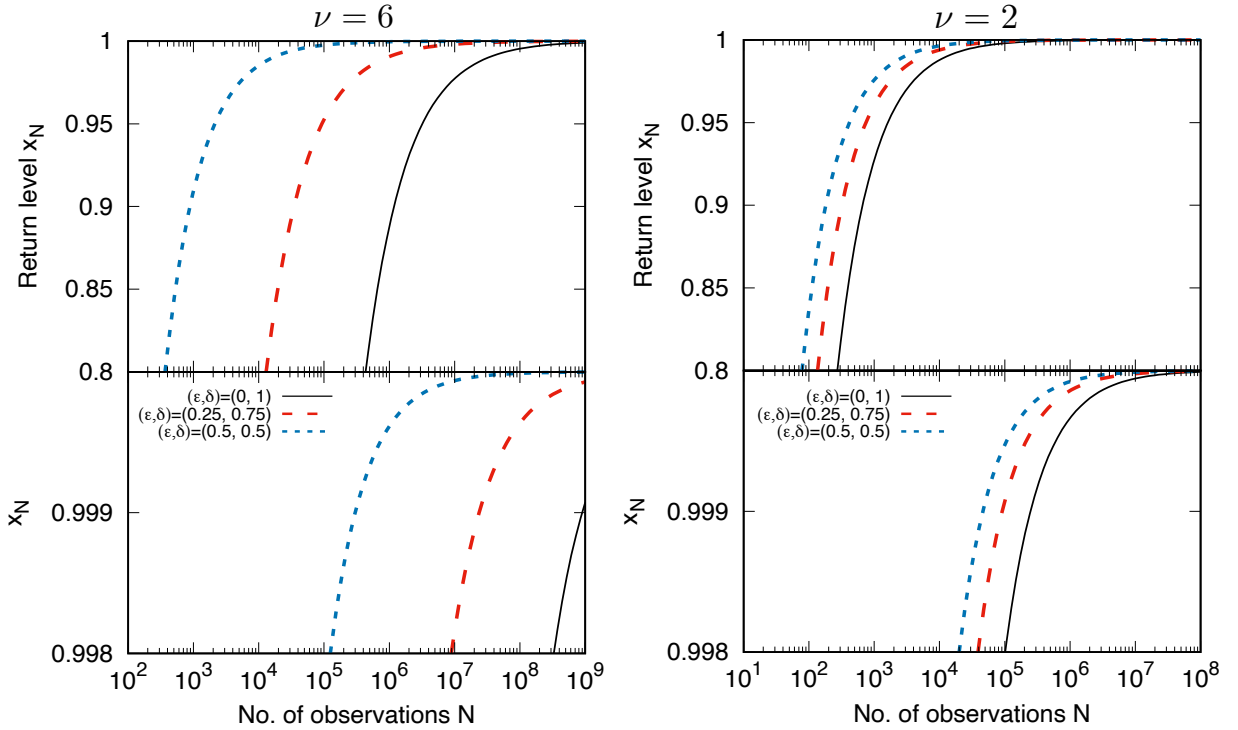 ν = 6
1
0.95
0.9
0.85
0.8
Return level x_N
(ε,δ)=(0, 1)
(ε,δ)=(0.25, 0.75)
(ε,δ)=(0.5, 0.5)
0.999
0.998
x_N
10^2 10^3 10^4 10^5 10^6 10^7 10^8 10^9
No. of observations N
ν = 2
1
0.95
0.9
0.85
0.8
Return level x_N
(ε,δ)=(0, 1)
(ε,δ)=(0.25, 0.75)
(ε,δ)=(0.5, 0.5)
0.999
0.998
x_N
10^1 10^2 10^3 10^4 10^5 10^6 10^7 10^8
No. of observations N